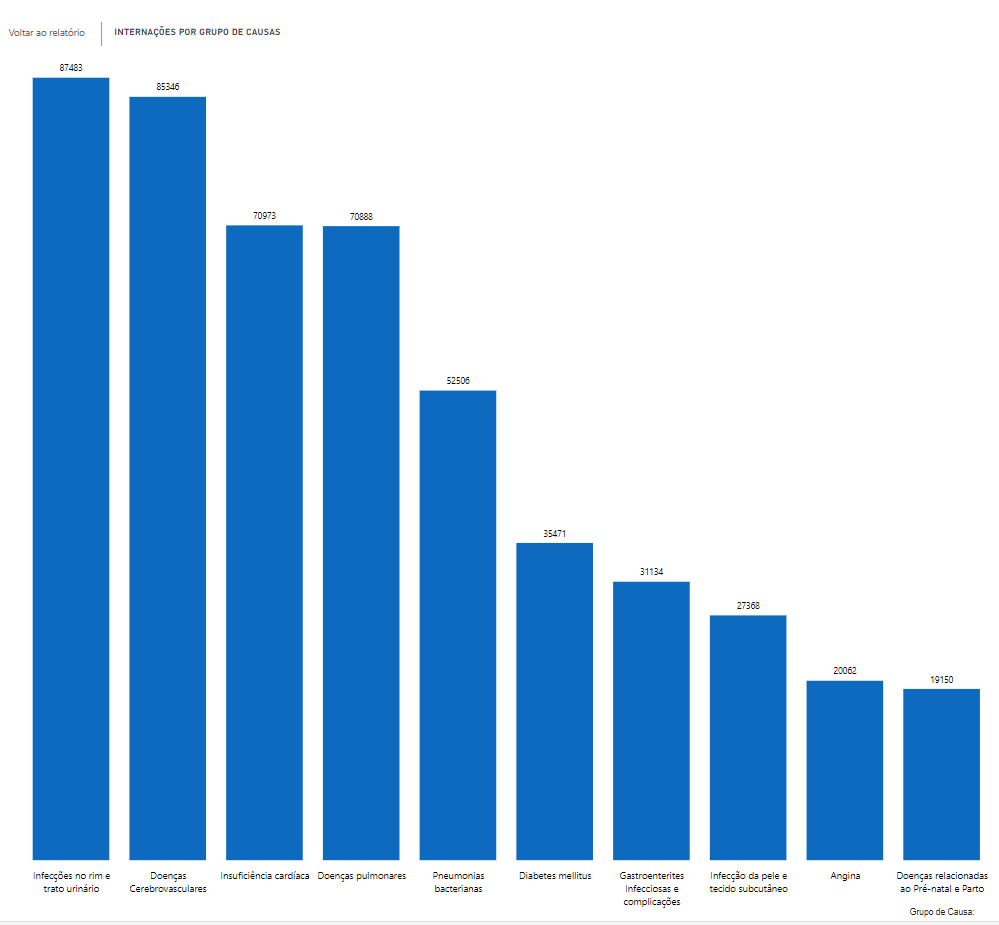 Voltar ao relatório
INTERNAÇÕES POR GRUPO DE CAUSAS
87483
85346
70973
70888
52506
35471
31134
27368
20062
19150
Infecções no rim e
trato urinário
Doenças
Cerebrovasculares
Insuficiência cardíaca
Doenças pulmonares
Pneumonias
bacterianas
Diabetes mellitus
Gastroenterites
Infecciosas e
complicações
Infecção da pele e
tecido subcutâneo
Angina
Doenças relacionadas
ao Pré-natal e Parto
Grupo de Causa: